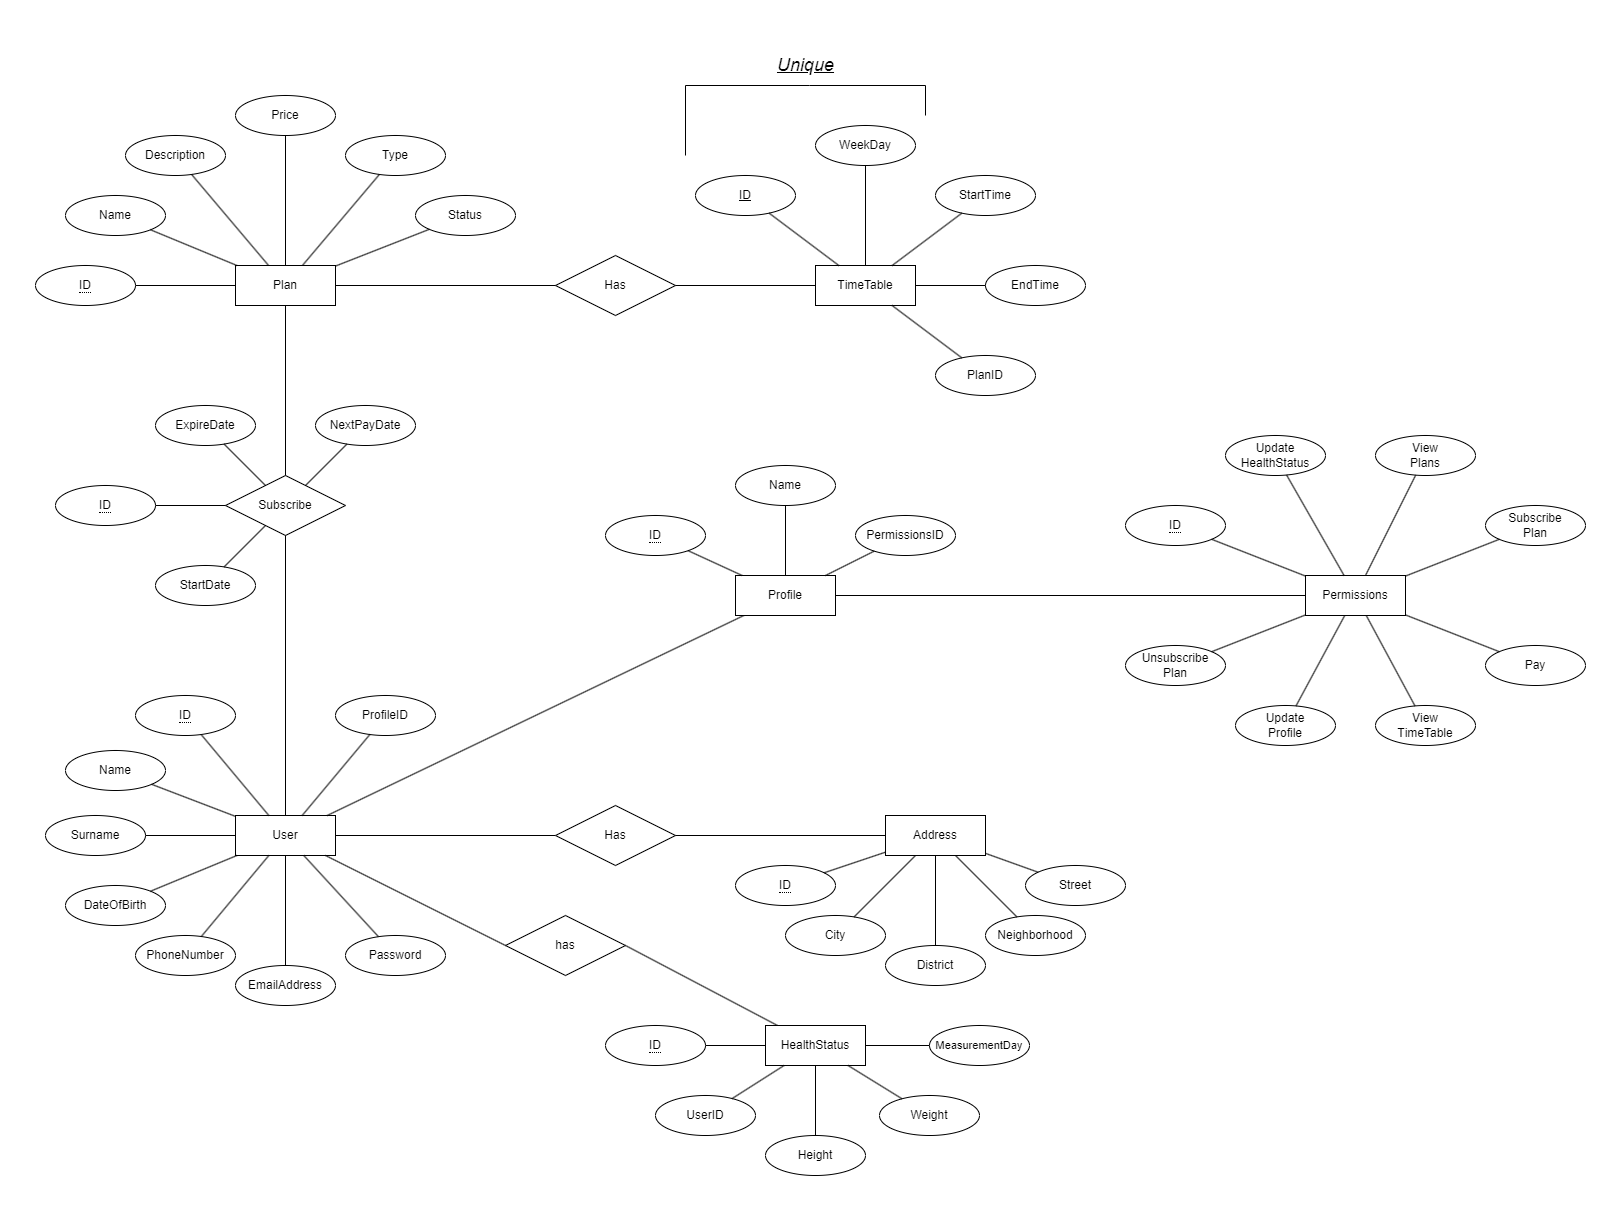 Unique
Price
WeekDay
Description
Type
ID
StartTime
Name
Status
ID
Plan
Has
TimeTable
EndTime
PlanID
ExpireDate
NextPayDate
Update
HealthStatus
View
Plans
Name
ID
Subscribe
ID
PermissionsID
ID
Subscribe
Plan
StartDate
Profile
Permissions
Unsubscribe
Plan
Pay
ID
ProfileID
Update
Profile
View
TimeTable
Name
Surname
User
Has
Address
ID
Street
DateOfBirth
City
Neighborhood
PhoneNumber
Password
has
District
EmailAddress
ID
HealthStatus
MeasurementDay
UserID
Weight
Height